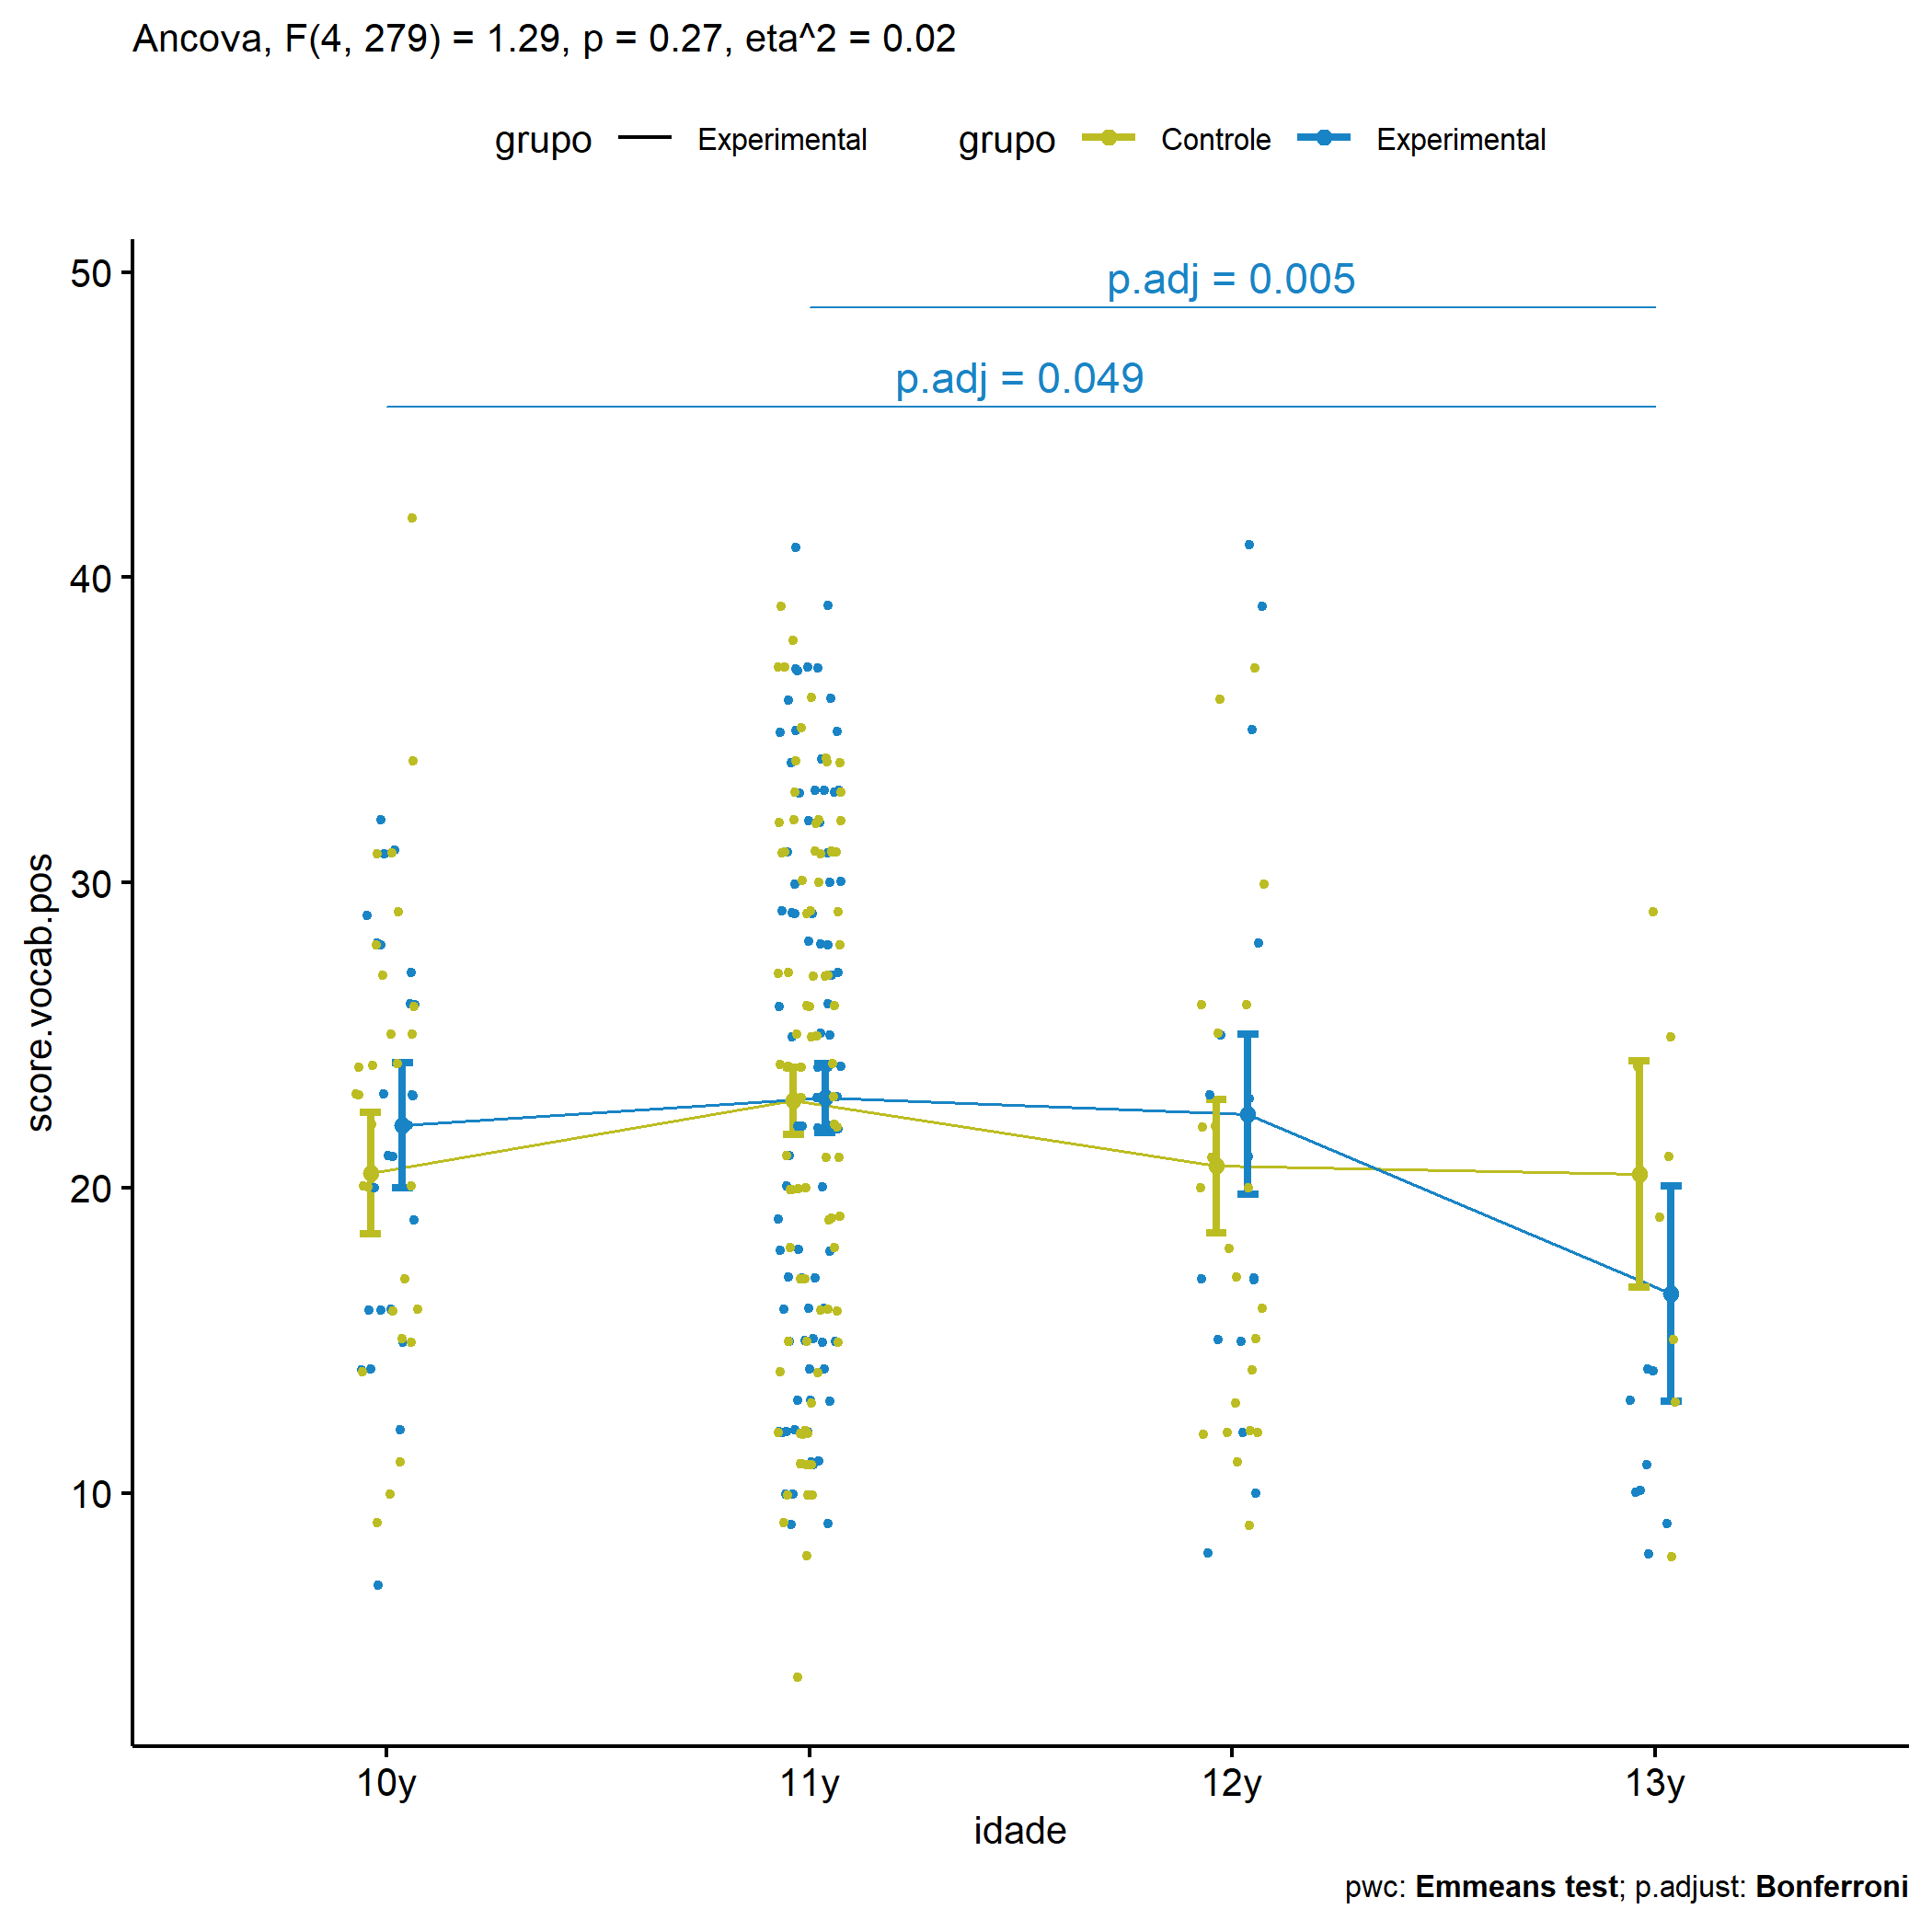 Ancova, F(4, 279) = 1.29, p = 0.27, eta^2 = 0.02
grupo Experimental grupo Controle Experimental
50
p.adj = 0.005
p.adj = 0.049
40
30
score.vocab.pos
20
10
10y 11y 12y 13y
idade
pwc: Emmeans test; p.adjust: Bonferroni